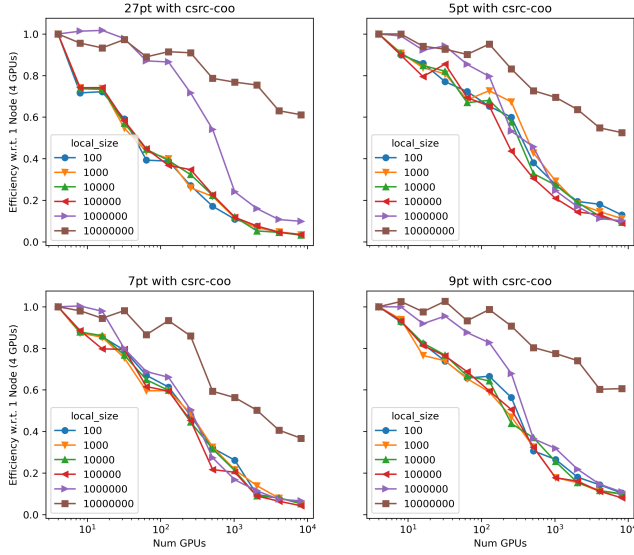 27pt with csrc-coo
Efficiency w.r.t. 1 Node (4 GPUs)
1.0
0.8
0.6
0.4
0.2
0.0
local_size
100
1000
10000
100000
1000000
10000000
5pt with csrc-coo
local_size
100
1000
10000
100000
1000000
10000000
7pt with csrc-coo
Efficiency w.r.t. 1 Node (4 GPUs)
1.0
0.8
0.6
0.4
0.2
0.0
local_size
100
1000
10000
100000
1000000
10000000
10¹ 10² 10³ 10⁴
Num GPUs
9pt with csrc-coo
local_size
100
1000
10000
100000
1000000
10000000
10¹ 10² 10³ 10⁴
Num GPUs